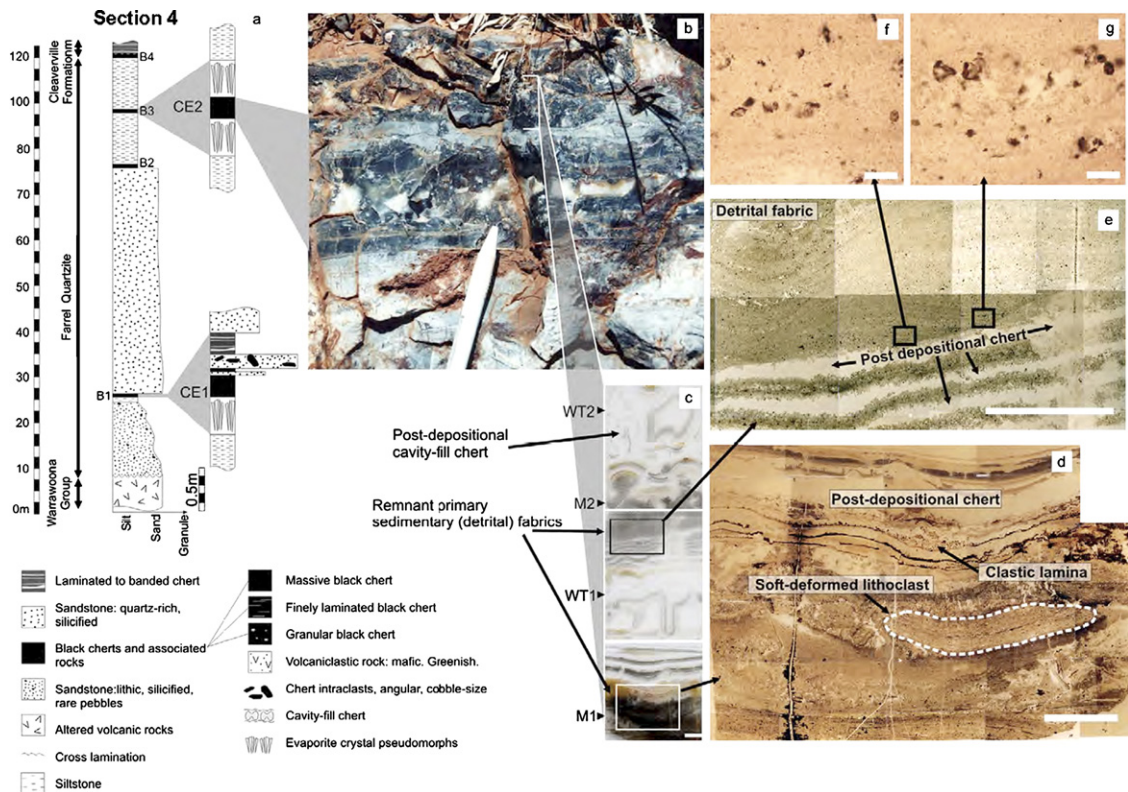 Section 4
a
Cleaverville
Formation
120
100
90
80
70
60
50
40
30
20
10
0m
Farrel Quartzite
Warrawoona
Group
B4
B3
B2
B1
CE2
CE1
0.5m
Silt
Sand
Granule
b
c
WT2
M2
WT1
M1
Post-depositional
cavity-fill chert
Remnant primary
sedimentary (detrital) fabrics
f
g
e
Detrital fabric
Post depositional chert
d
Post-depositional chert
Clastic lamina
Soft-deformed lithoclast
Laminated to banded chert
Sandstone: quartz-rich,
silicified
Black cherts and associated
rocks
Sandstone:lithic, silicified,
rare pebbles
Altered volcanic rocks
Cross lamination
Siltstone
Massive black chert
Finely laminated black chert
Granular black chert
Volcaniclastic rock: mafic. Greenish.
Chert intraclasts, angular, cobble-size
Cavity-fill chert
Evaporite crystal pseudomorphs